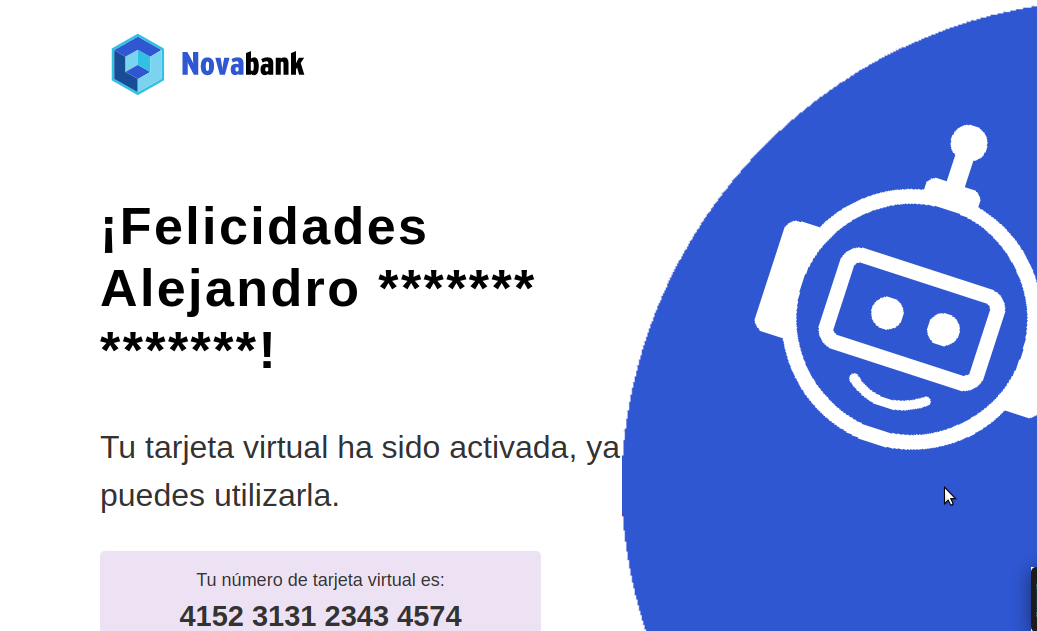 Novabank
¡Felicidades
Alejandro *******
*******!
Tu tarjeta virtual ha sido activada, ya
puedes utilizarla.
Tu número de tarjeta virtual es:
4152 3131 2343 4574